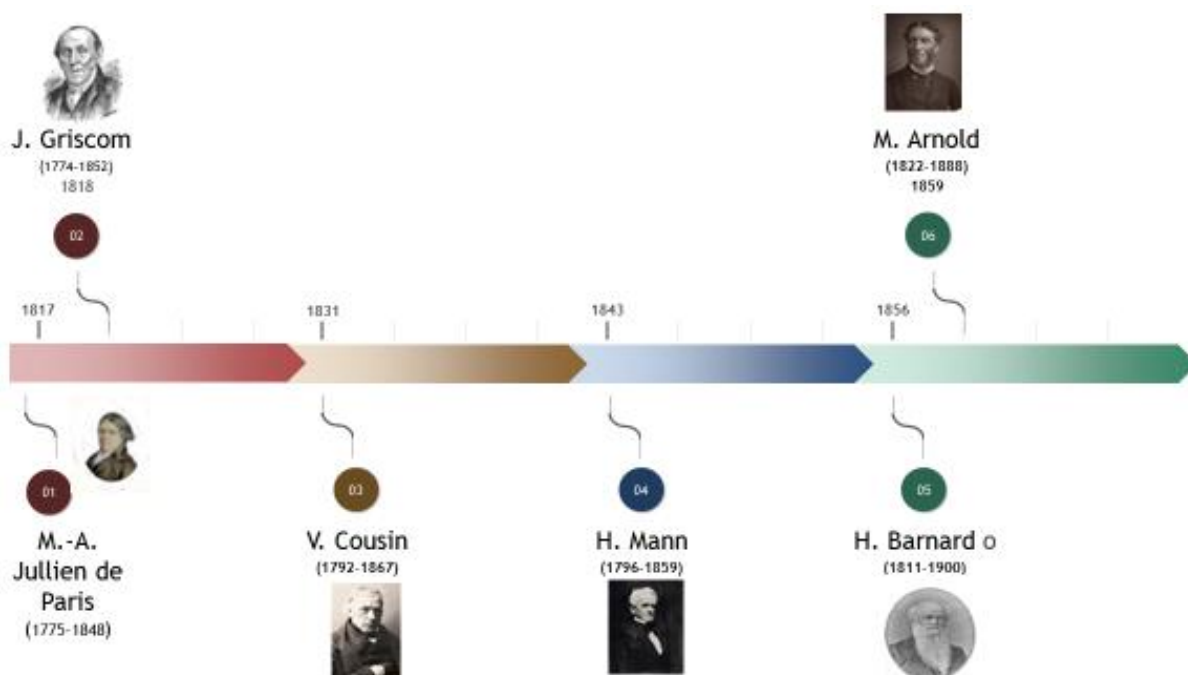 J. Griscom
(1774-1852)
1818
02
M. Arnold
(1822-1888)
1859
06
1817
1831
1843
1856
01
M.-A.
Jullien de
Paris
(1775-1848)
03
V. Cousin
(1792-1867)
04
H. Mann
(1796-1859)
05
H. Barnard o
(1811-1900)